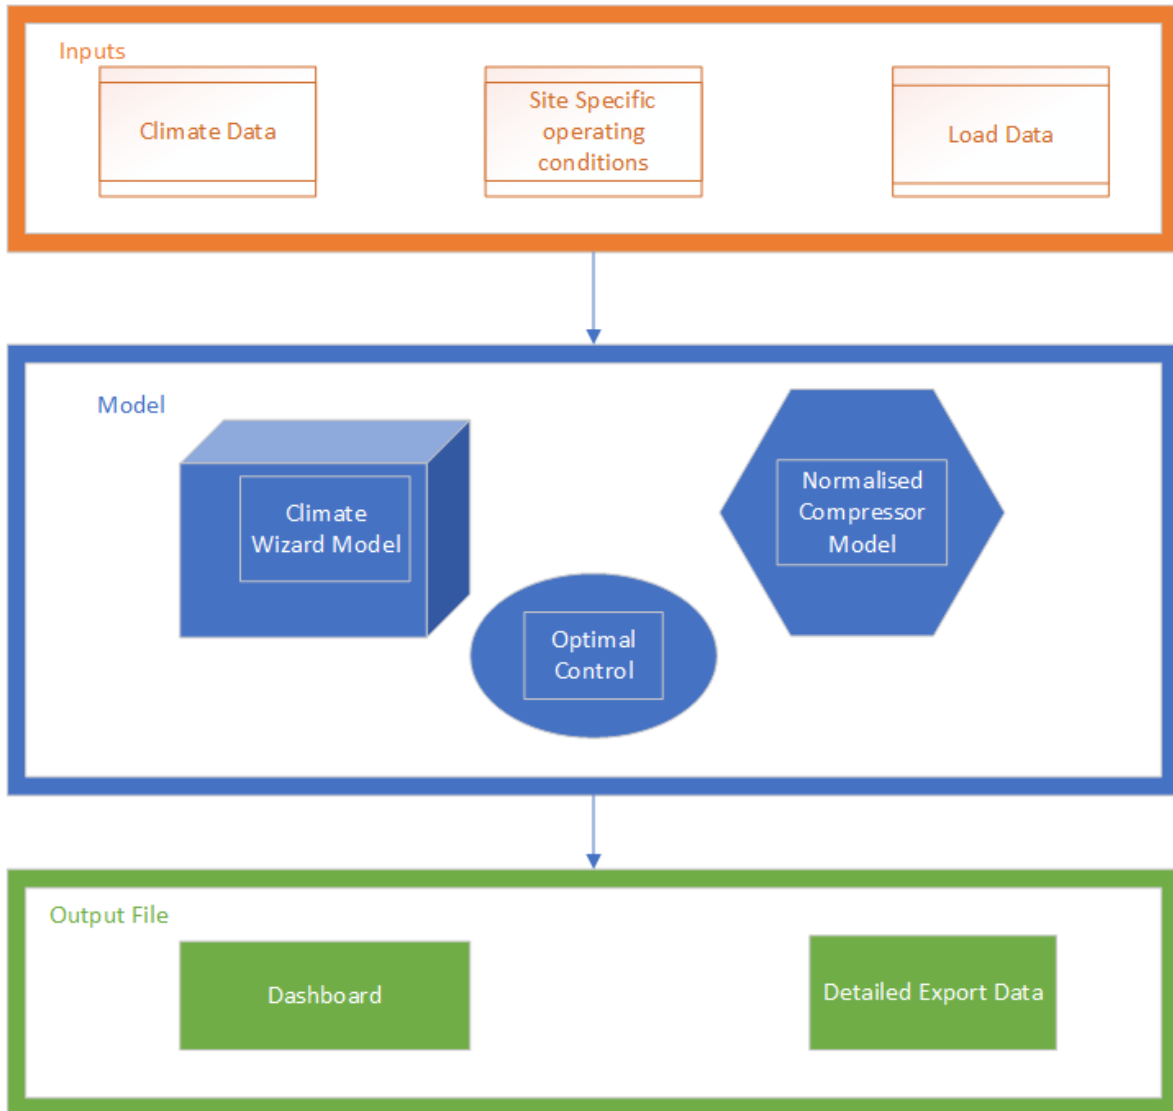 Inputs
Climate Data
Site Specific
operating
conditions
Load Data
Model
Climate
Wizard Model
Normalised
Compressor
Model
Optimal
Control
Output File
Dashboard
Detailed Export Data